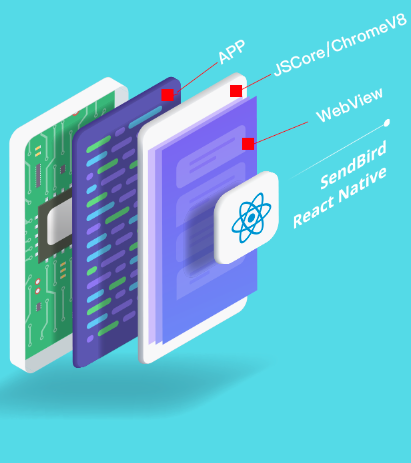 APP
JSCore/ChromeV8
WebView
SendBird
React Native